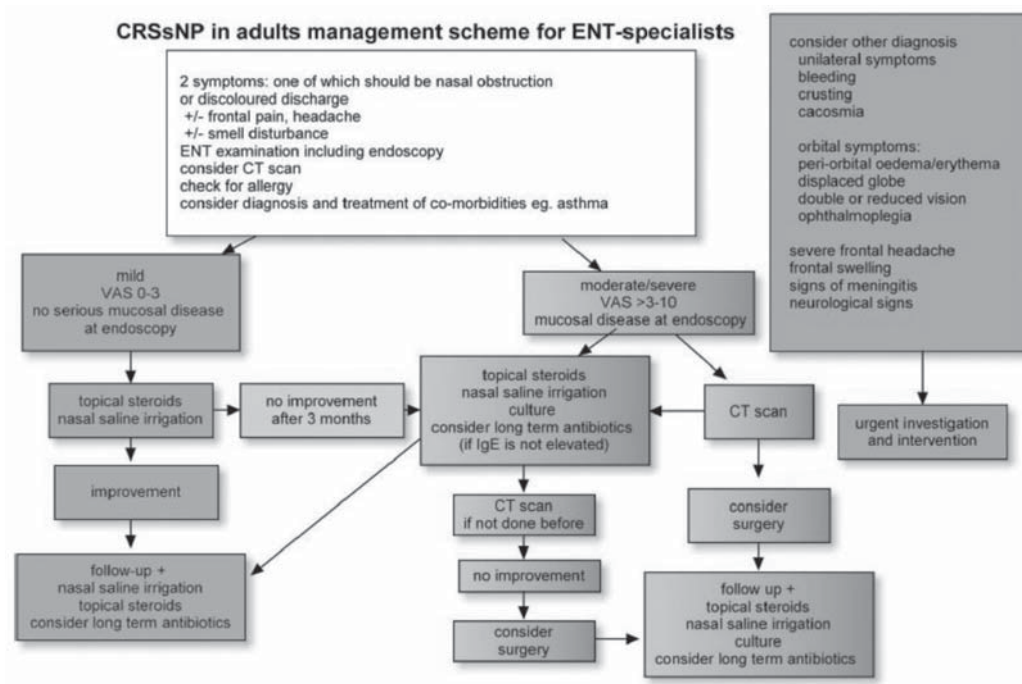 CRSsNP in adults management scheme for ENT-specialists
2 symptoms: one of which should be nasal obstruction
or discoloured discharge
+/- frontal pain, headache
+/- smell disturbance
ENT examination including endoscopy
consider CT scan
check for allergy
consider diagnosis and treatment of co-morbidities eg. asthma
consider other diagnosis
unilateral symptoms
bleeding
crusting
cacosmia
orbital symptoms:
peri-orbital oedema/erythema
displaced globe
double or reduced vision
ophthalmoplegia
severe frontal headache
frontal swelling
signs of meningitis
neurological signs
mild
VAS 0-3
no serious mucosal disease
at endoscopy
moderate/severe
VAS >3-10
mucosal disease at endoscopy
topical steroids
nasal saline irrigation
no improvement
after 3 months
topical steroids
nasal saline irrigation
culture
consider long term antibiotics
(if IgE is not elevated)
CT scan
urgent investigation
and intervention
improvement
CT scan
if not done before
consider
surgery
follow-up +
nasal saline irrigation
topical steroids
consider long term antibiotics
no improvement
consider
surgery
follow up +
topical steroids
nasal saline irrigation
culture
consider long term antibiotics